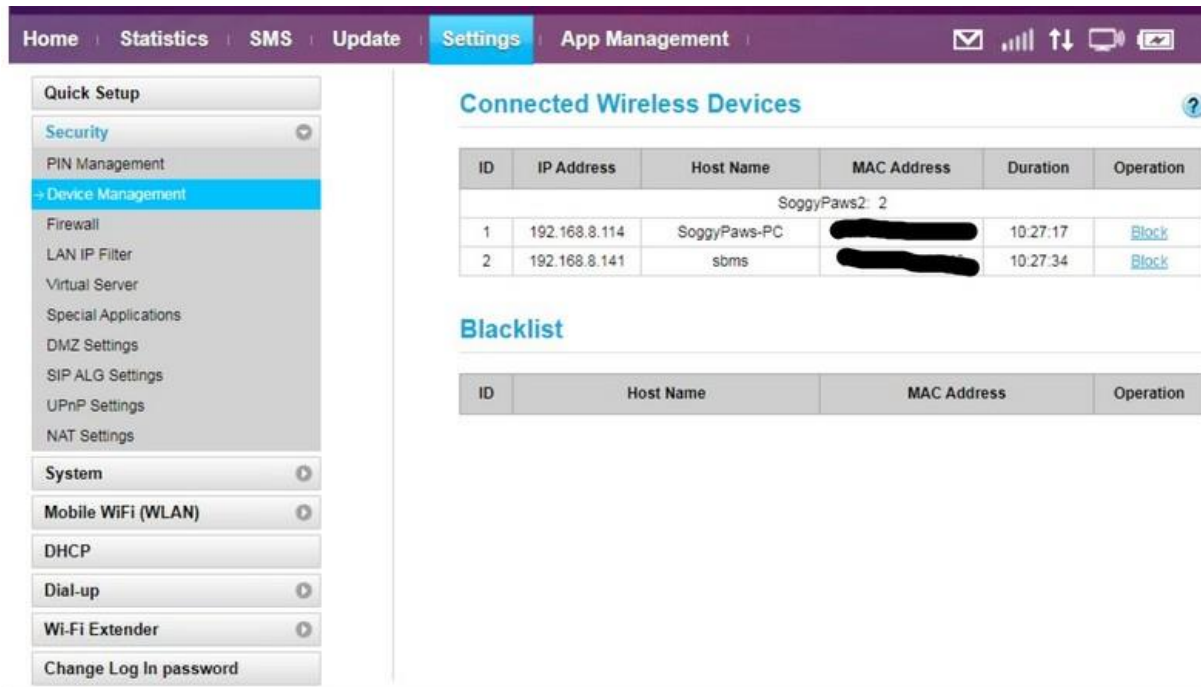 Home Statistics SMS Update Settings App Management
Quick Setup
Security
PIN Management
Device Management
Firewall
LAN IP Filter
Virtual Server
Special Applications
DMZ Settings
SIP ALG Settings
UPnP Settings
NAT Settings
System
Mobile WiFi (WLAN)
DHCP
Dial-up
Wi-Fi Extender
Change Log In password
Connected Wireless Devices ?
ID IP Address Host Name MAC Address Duration Operation
SoggyPaws2: 2
1 192.168.8.114 SoggyPaws-PC 10:27:17 Block
2 192.168.8.141 sbms 10:27:34 Block
Blacklist
ID Host Name MAC Address Operation